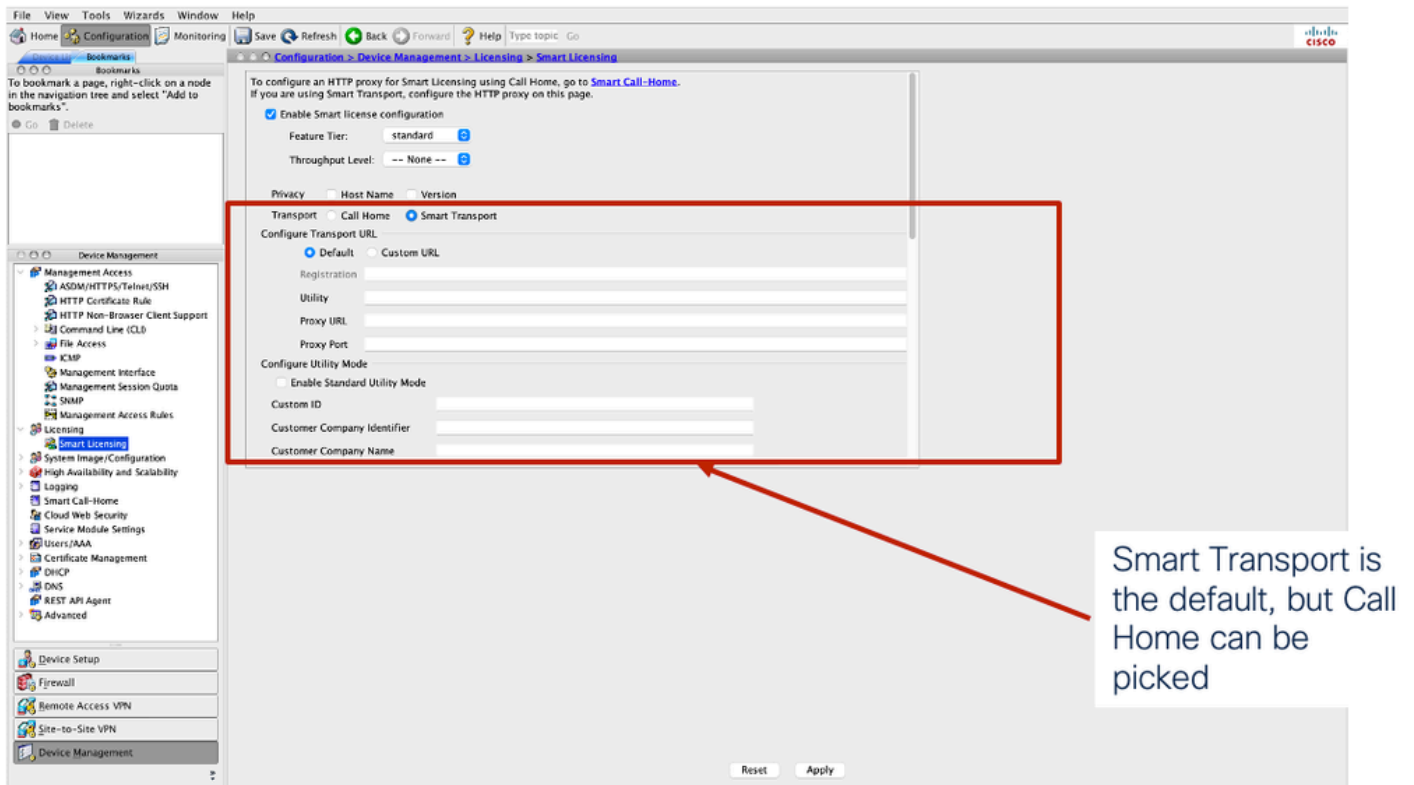 File View Tools Wizards Window Help
Home Configuration Monitoring Save Refresh Back Forward Help Type topic Go
CISCO
Bookmarks
Configuration > Device Management > Licensing > Smart Licensing
Bookmarks
To bookmark a page, right-click on a node
in the navigation tree and select "Add to
bookmarks".
Go Delete
To configure an HTTP proxy for Smart Licensing using Call Home, go to Smart Call-Home.
If you are using Smart Transport, configure the HTTP proxy on this page.
Enable Smart license configuration
Feature Tier: standard
Throughput Level: -- None --
Privacy Host Name Version
Transport Call Home Smart Transport
Configure Transport URL
Default Custom URL
Registration
Utility
Proxy URL
Proxy Port
Configure Utility Mode
Enable Standard Utility Mode
Custom ID
Customer Company Identifier
Customer Company Name
Device Management
Management Access
ASDM/HTTPS/Telnet/SSH
HTTP Certificate Rule
HTTP Non-Browser Client Support
Command Line (CLI)
File Access
ICMP
Management Interface
Management Session Quota
SNMP
Management Access Rules
Licensing
Smart Licensing
System Image/Configuration
High Availability and Scalability
Logging
Smart Call-Home
Cloud Web Security
Service Module Settings
Users/AAA
Certificate Management
DHCP
DNS
REST API Agent
Advanced
Device Setup
Firewall
Remote Access VPN
Site-to-Site VPN
Device Management
Reset Apply
Smart Transport is
the default, but Call
Home can be
picked